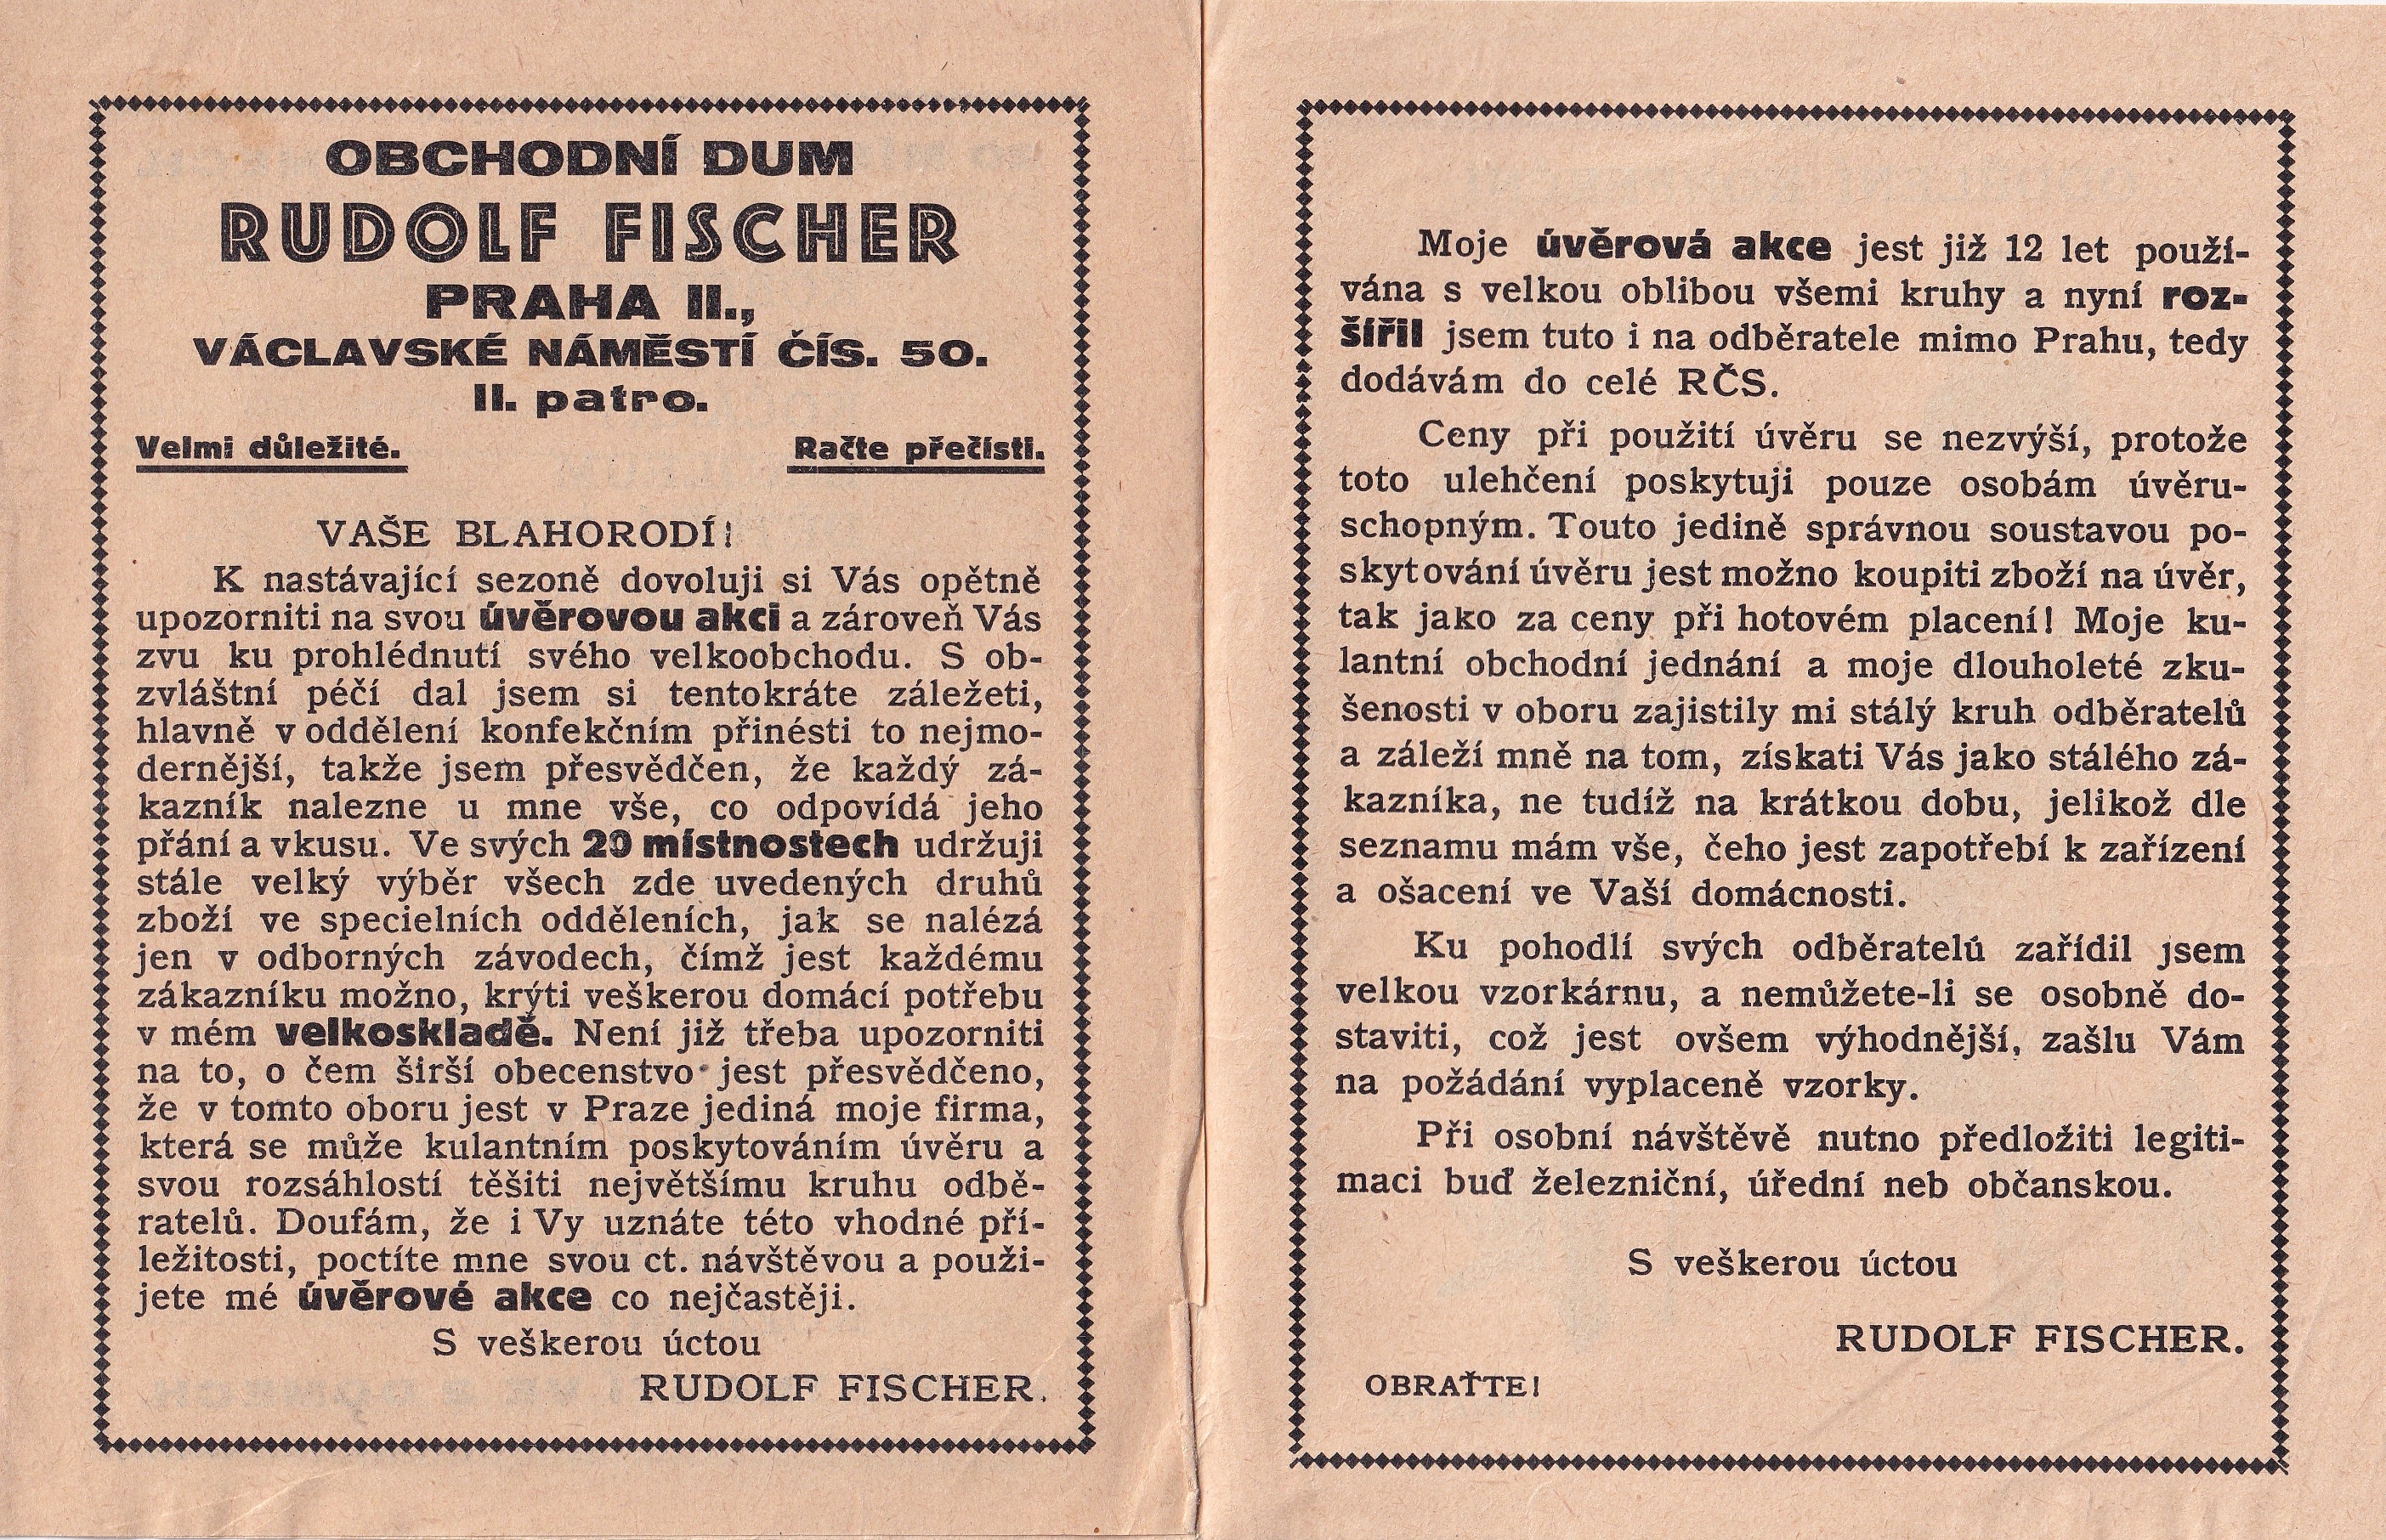 OBCHODNÍ DUM
RUDOLF FISCHER
PRAHA II.,
VÁCLAVSKÉ NÁMĚSTÍ ČÍS. 50.
II. patro.
Velmi důležité. Račte přečísti.
VAŠE BLAHORODÍ!
K nastávající sezoně dovoluji si Vás opětně
upozorniti na svou úvěrovou akci a zároveň Vás
zvu ku prohlédnutí svého velkoobchodu. S ob-
zvláštní péčí dal jsem si tentokráte záležeti,
hlavně v oddělení konfekčním přinésti to nejmo-
dernější, takže jsem přesvědčen, že každý zá-
kazník nalezne u mne vše, co odpovídá jeho
přání a vkusu. Ve svých 20 místnostech udržuji
stále velký výběr všech zde uvedených druhů
zboží ve specielních odděleních, jak se nalézá
jen v odborných závodech, čímž jest každému
zákazníku možno, krýti veškerou domácí potřebu
v mém velkoskladě. Není již třeba upozorniti
na to, o čem širší obecenstvo jest přesvědčeno,
že v tomto oboru jest v Praze jediná moje firma,
která se může kulantním poskytováním úvěru a
svou rozsáhlostí těšiti největšímu kruhu odbě-
ratelů. Doufám, že i Vy uznáte této vhodné pří-
ležitosti, poctíte mne svou ct. návštěvou a použi-
jete mé úvěrové akce co nejčastěji.
S veškerou úctou
RUDOLF FISCHER.
Moje úvěrová akce jest již 12 let použí-
vána s velkou oblibou všemi kruhy a nyní roz-
šířil jsem tuto i na odběratele mimo Prahu, tedy
dodávám do celé RČS.
Ceny při použití úvěru se nezvýší, protože
toto ulehčení poskytuji pouze osobám úvěru-
schopným. Touto jedině správnou soustavou po-
skytování úvěru jest možno koupiti zboží na úvěr,
tak jako za ceny při hotovém placení! Moje ku-
lantní obchodní jednání a moje dlouholeté zku-
šenosti v oboru zajistily mi stálý kruh odběratelů
a záleží mně na tom, získati Vás jako stálého zá-
kazníka, ne tudíž na krátkou dobu, jelikož dle
seznamu mám vše, čeho jest zapotřebí k zařízení
a ošacení ve Vaší domácnosti.
Ku pohodlí svých odběratelů zařídil jsem
velkou vzorkárnu, a nemůžete-li se osobně do-
staviti, což jest ovšem výhodnější, zašlu Vám
na požádání vyplaceně vzorky.
Při osobní návštěvě nutno předložiti legiti-
maci buď železniční, úřední neb občanskou.
S veškerou úctou
RUDOLF FISCHER.
OBRAŤTE!